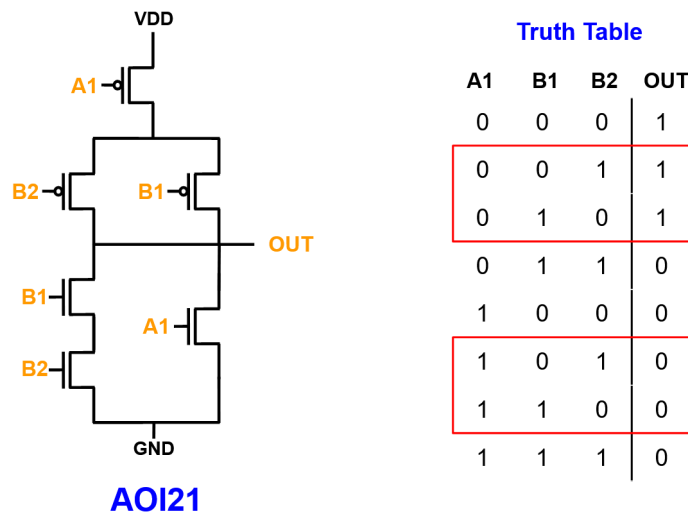 VDD
A1
B2
B1
OUT
B1
A1
B2
GND
AOI21
Truth Table
A1 B1 B2 OUT
0 0 0 1
0 0 1 1
0 1 0 1
0 1 1 0
1 0 0 0
1 0 1 0
1 1 0 0
1 1 1 0